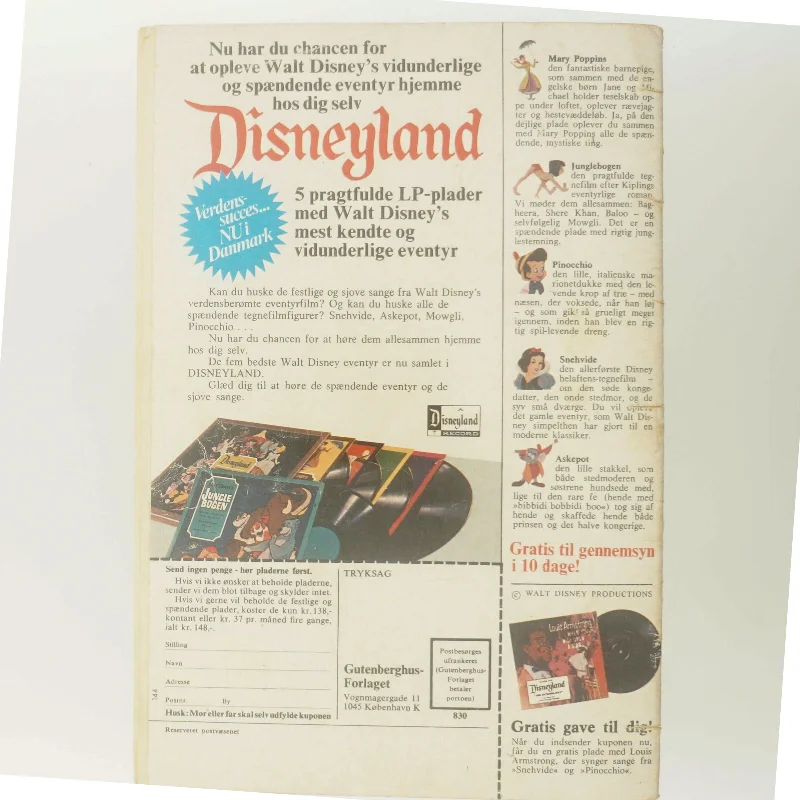 Nu har du chancen for
at opleve Walt Disney's vidunderlige
og spændende eventyr hjemme
hos dig selv
Disneyland
Verdens-
succes...
NU i
Danmark
5 pragtfulde LP-plader
med Walt Disney's
mest kendte og
vidunderlige eventyr
Kan du huske de festlige og sjove sange fra Walt Disney's
verdensberømte eventyrfilm? Og kan du huske alle de
spændende tegnefilmfigurer? Snehvide, Askepot, Mowgli,
Pinocchio . . .
Nu har du chancen for at høre dem allesammen hjemme
hos dig selv.
De fem bedste Walt Disney eventyr er nu samlet i
DISNEYLAND.
Glæd dig til at høre de spændende eventyr og de
sjove sange.
Disneyland
RECORD
Disneyland
JUNGLE
BOGEN
Send ingen penge - hør pladerne først.
Hvis vi ikke ønsker at beholde pladerne,
sender vi dem blot tilbage og skylder intet.
Hvis vi gerne vil beholde de festlige og
spændende plader, koster de kun kr. 138,-
kontant eller kr. 37 pr. måned fire gange,
ialt kr. 148,-.
Stilling
Navn
Adresse
Postnr. By
Husk: Mor eller far skal selv udfylde kuponen
144
Reserveret postvæsenet
TRYKSAG
Gutenberghus-
Forlaget
Vognmagergade 11
1045 København K
Postbesørges
ufrankeret
(Gutenberghus-
Forlaget
betaler
portoen)
830
Mary Poppins
den fantastiske barnepige,
som sammen med de en-
gelske børn Jane og Mi-
chael holder teselskab op-
pe under loftet, oplever rævejag-
ter og hestevæddeløb. Ja, på den
dejlige plade oplever du sammen
med Mary Poppins alle de spæn-
dende, mystiske ting.
Junglebogen
den pragtfulde teg-
nefilm efter Kiplings
eventyrlige roman.
Vi møder dem allesammen: Bag-
heera, Shere Khan, Baloo – og
selvfølgelig Mowgli. Det er en
spændende plade med rigtig jung-
lestemning.
Pinocchio
den lille, italienske ma-
rionetdukke med den le-
vende krop af træ – med
næsen, der voksede, når han løj
– og som gik så grueligt meget
igennem, inden han blev en rig-
tig spil-levende dreng.
Snehvide
den allerførste Disney
helaftens-tegnefilm –
om den søde konge-
datter, den onde stedmor, og de
syv små dværge. Du vil opleve
det gamle eventyr, som Walt Dis-
ney simpelthen har gjort til en
moderne klassiker.
Askepot
den lille stakkel, som
både stedmoderen og
søstrene hundsede med,
lige til den rare fe (hende med
»bibbidi bobbidi boo«) tog sig af
hende og skaffede hende både
prinsen og det halve kongerige.
Gratis til gennemsyn
i 10 dage!
© WALT DISNEY PRODUCTIONS
Louis Armstrong
Disneyland
Gratis gave til dig!
Når du indsender kuponen nu,
får du en gratis plade med Louis
Armstrong, der synger sange fra
»Snehvide« og »Pinocchio«.